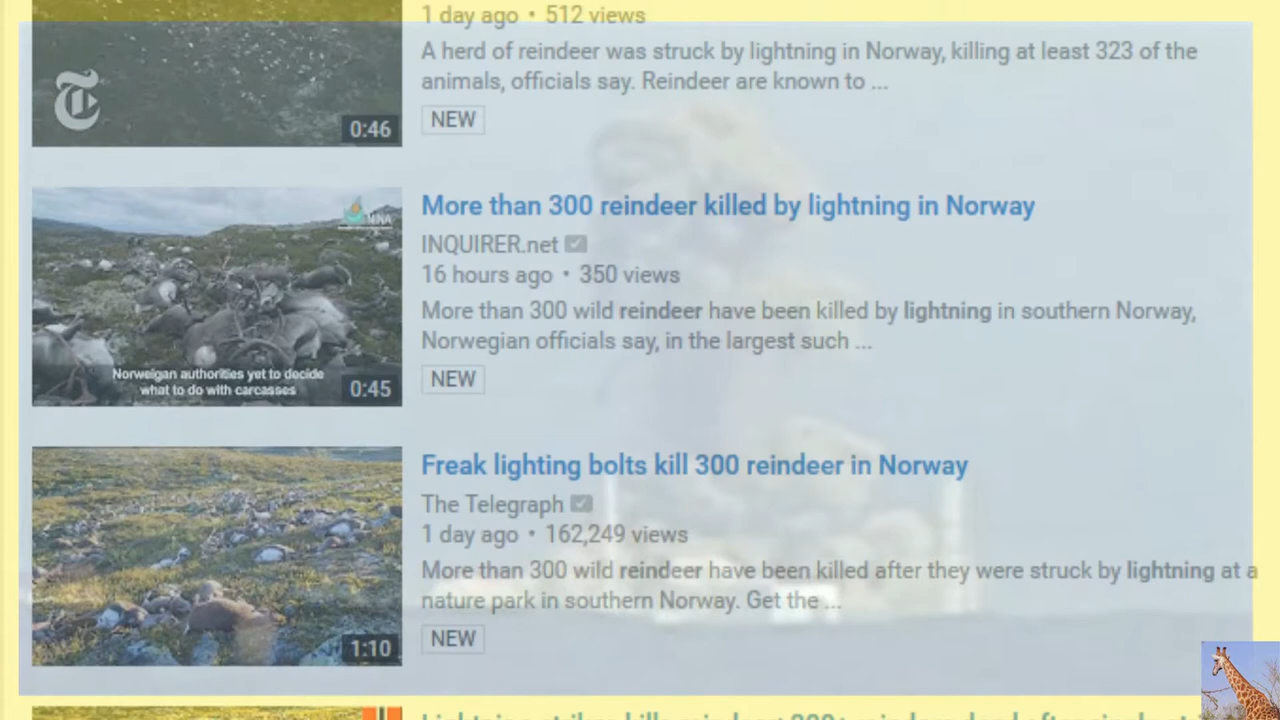 1 day ago • 512 views
A herd of reindeer was struck by lightning in Norway, killing at least 323 of the
animals, officials say. Reindeer are known to ...
NEW
0:46
More than 300 reindeer killed by lightning in Norway
NNA
INQUIRER.net
16 hours ago • 350 views
More than 300 wild reindeer have been killed by lightning in southern Norway,
Norwegian officials say, in the largest such ...
Norweigan authorities yet to decide
what to do with carcasses
0:45
NEW
Freak lighting bolts kill 300 reindeer in Norway
The Telegraph
1 day ago • 162,249 views
More than 300 wild reindeer have been killed after they were struck by lightning at a
nature park in southern Norway. Get the ...
NEW
1:10